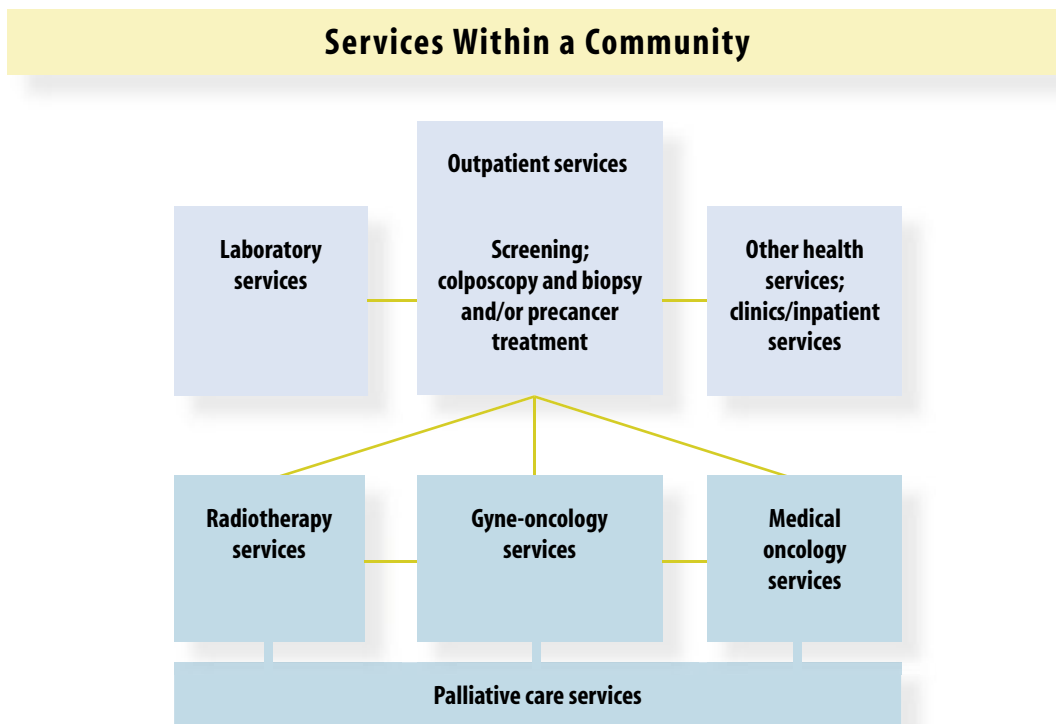 Services Within a Community
Outpatient services
Screening;
colposcopy and biopsy
and/or precancer
treatment
Laboratory
services
Other health
services;
clinics/inpatient
services
Radiotherapy
services
Gyne-oncology
services
Medical
oncology
services
Palliative care services